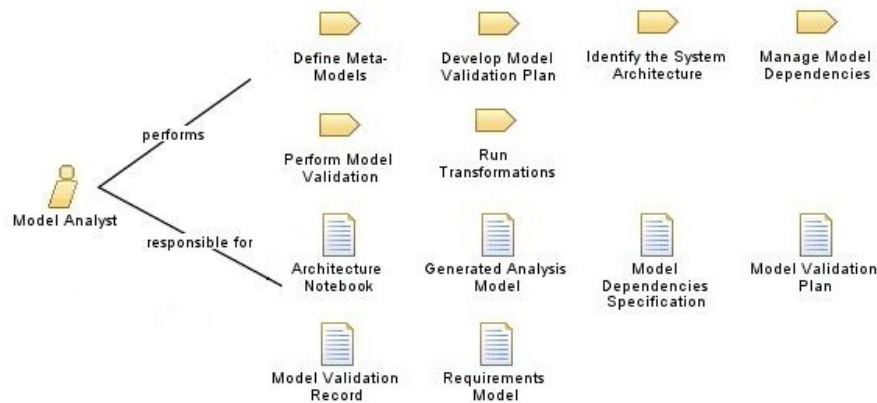 Define Meta-
Models
Develop Model
Validation Plan
Identify the System
Architecture
Manage Model
Dependencies
performs
Perform Model
Validation
Run
Transformations
Model Analyst
responsible for
Architecture
Notebook
Generated Analysis
Model
Model
Dependencies
Specification
Model Validation
Plan
Model Validation
Record
Requirements
Model